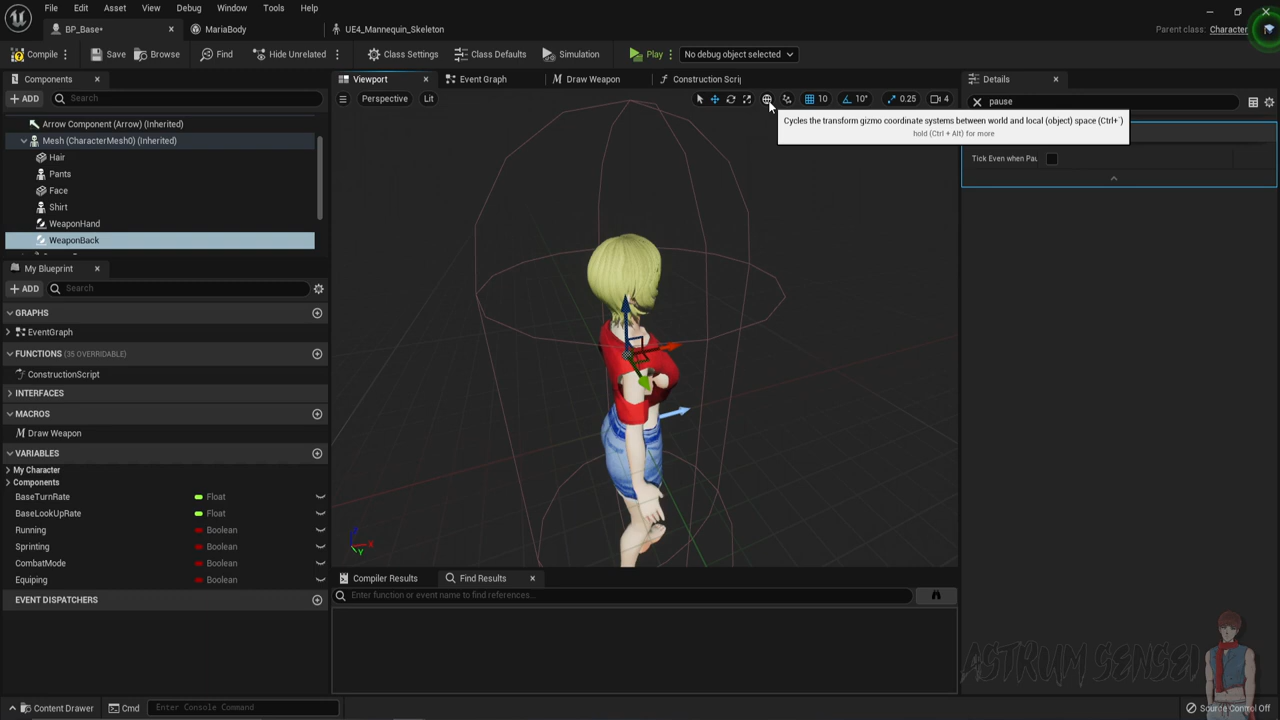 File Edit Asset View Debug Window Tools Help
BP_Base* MariaBody UE4_Mannequin_Skeleton Parent class: Character
Compile Save Browse Find Hide Unrelated Class Settings Class Defaults Simulation Play No debug object selected
Components Viewport Event Graph Draw Weapon Construction Scrip Details
ADD Search Perspective Lit 10 10° 0.25 4 pause
Cycles the transform gizmo coordinate systems between world and local (object) space (Ctrl+`)
hold (Ctrl + Alt) for more
Arrow Component (Arrow) (Inherited)
Mesh (CharacterMesh0) (Inherited)
Hair
Tick Even when Pau
Pants
Face
Shirt
WeaponHand
WeaponBack
My Blueprint
ADD Search
GRAPHS
EventGraph
FUNCTIONS (35 OVERRIDABLE)
ConstructionScript
INTERFACES
MACROS
Draw Weapon
VARIABLES
My Character
Components
BaseTurnRate Float
BaseLookUpRate Float
Running Boolean
Sprinting Boolean
CombatMode Boolean
Equiping Boolean
EVENT DISPATCHERS
Z X Y
Compiler Results Find Results
Enter function or event name to find references...
ASTRUM SENSEI
Content Drawer Cmd Enter Console Command Source Control Off